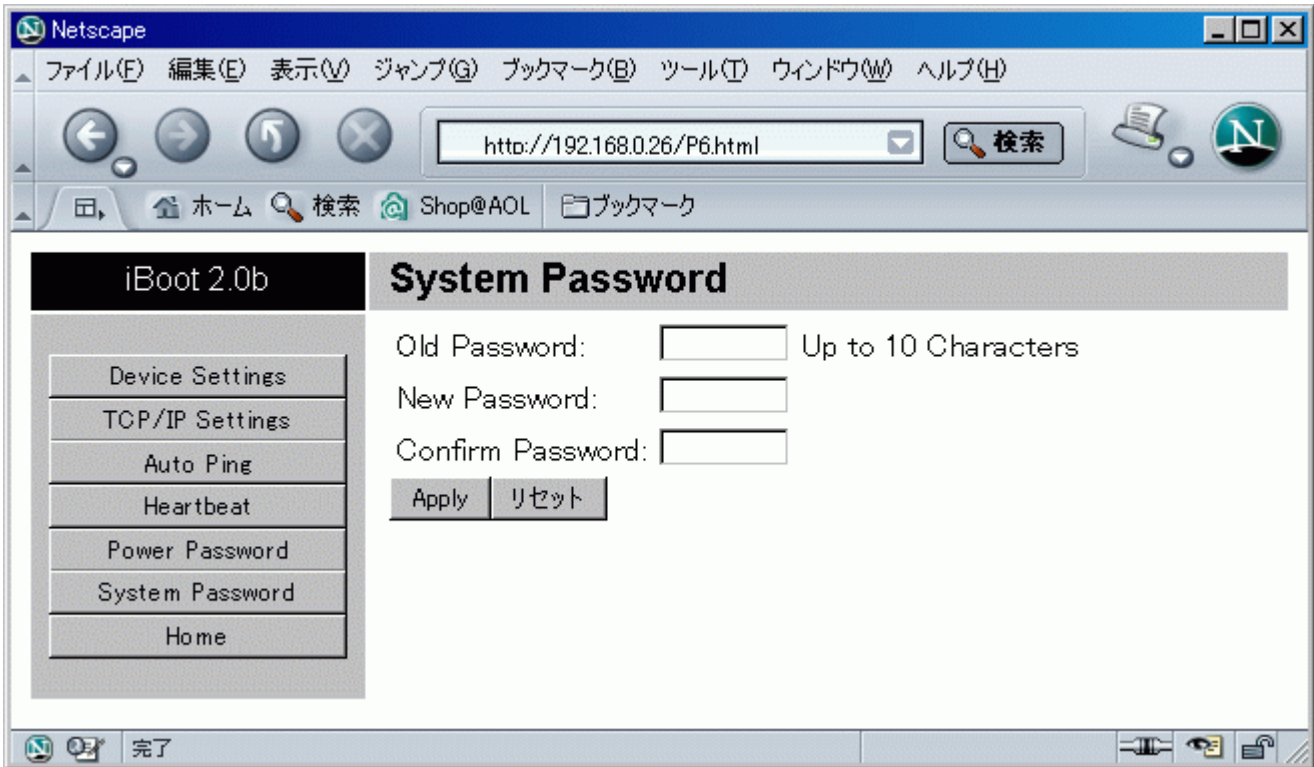 Netscape
ファイル(F) 編集(E) 表示(V) ジャンプ(G) ブックマーク(B) ツール(T) ウィンドウ(W) ヘルプ(H)
http://192.168.0.26/P6.html 検索 N
ホーム 検索 Shop@AOL ブックマーク
iBoot 2.0b
System Password
Device Settings
TCP/IP Settings
Auto Ping
Heartbeat
Power Password
System Password
Home
Old Password: Up to 10 Characters
New Password:
Confirm Password:
Apply リセット
完了